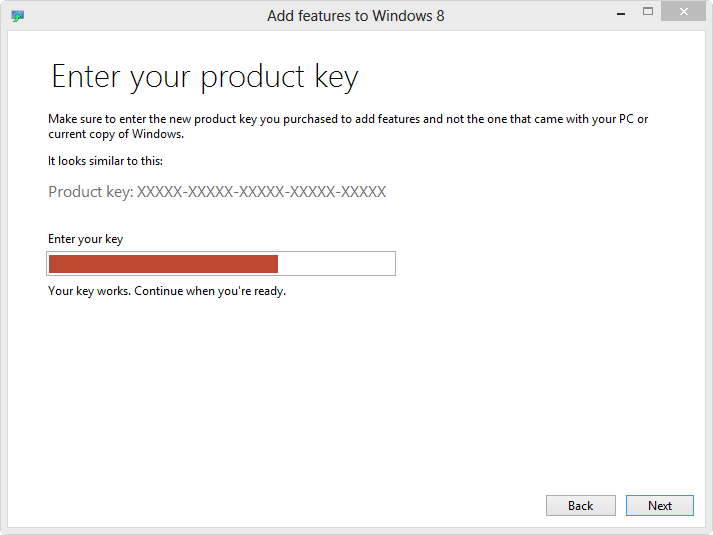 Add features to Windows 8
Enter your product key
Make sure to enter the new product key you purchased to add features and not the one that came with your PC or
current copy of Windows.
It looks similar to this:
Product key: XXXXX-XXXXX-XXXXX-XXXXX-XXXXX
Enter your key
Your key works. Continue when you're ready.
Back
Next